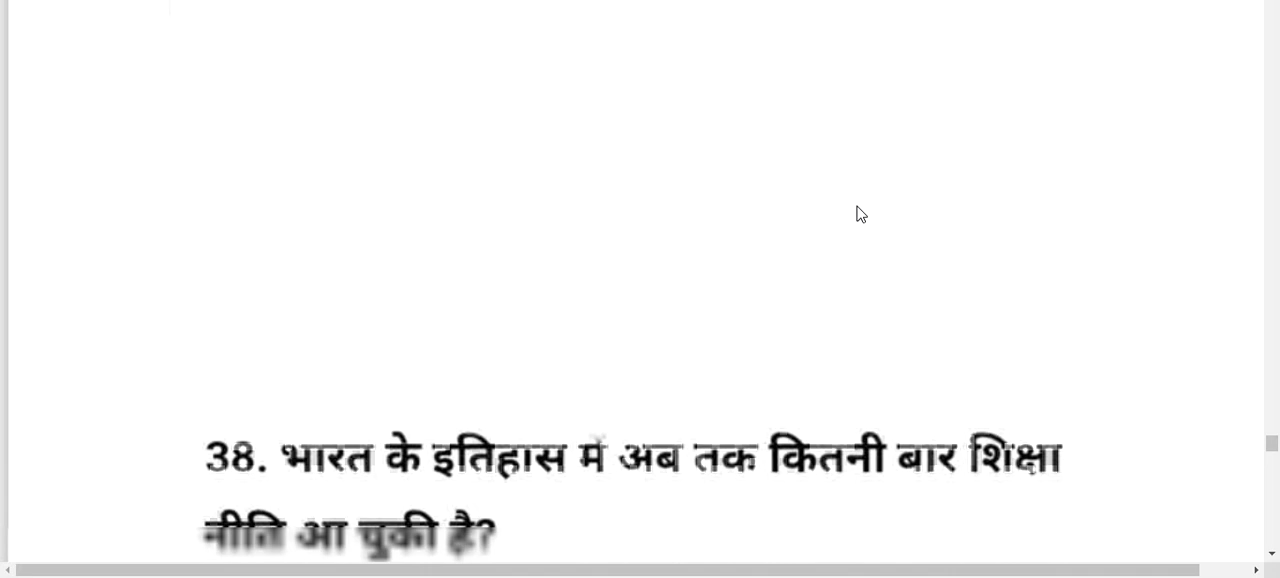 38. भारत के इतिहास में अब तक कितनी बार शिक्षा
नीति आ चुकी है?